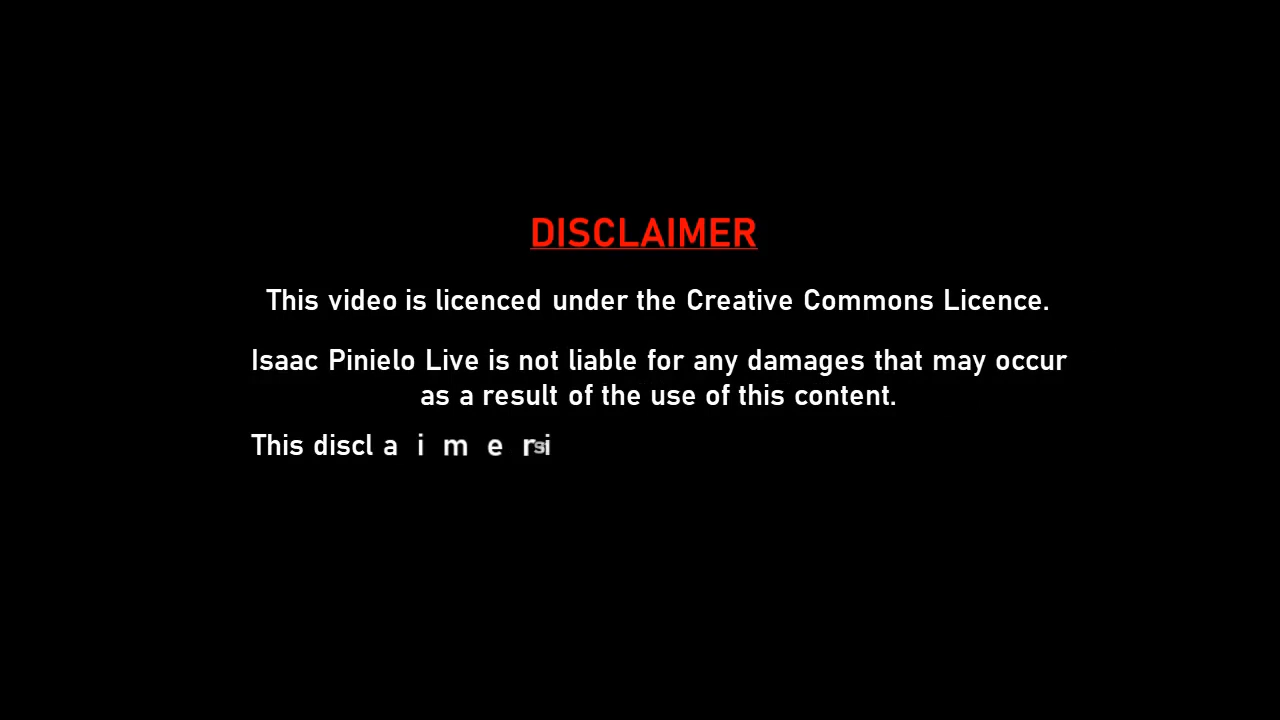 DISCLAIMER
This video is licenced under the Creative Commons Licence.
Isaac Pinielo Live is not liable for any damages that may occur
as a result of the use of this content.
This disclaimer